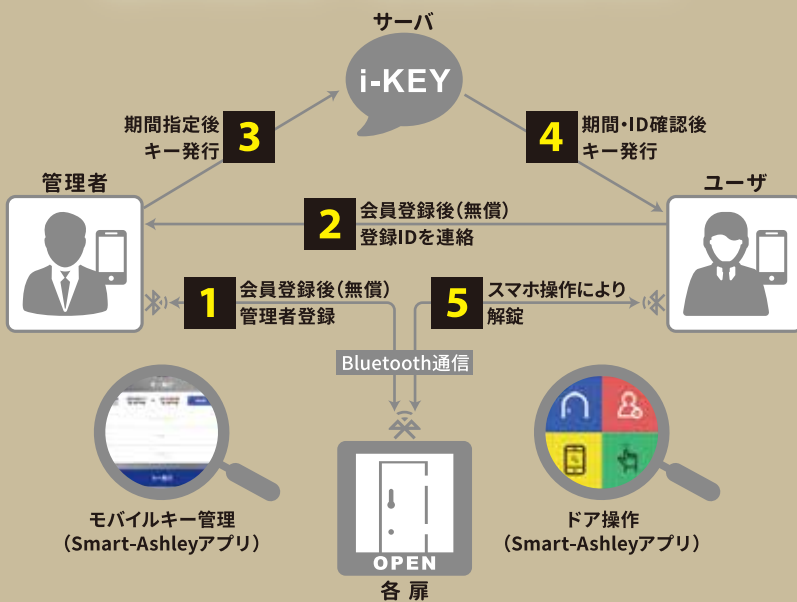 サーバ
i-KEY
期間指定後
キー発行
3
4
期間・ID確認後
キー発行
管理者
ユーザ
2
会員登録後(無償)
登録IDを連絡
1
会員登録後(無償)
管理者登録
5
スマホ操作により
解錠
Bluetooth通信
モバイルキー管理
(Smart-Ashleyアプリ)
ドア操作
(Smart-Ashleyアプリ)
OPEN
各 扉